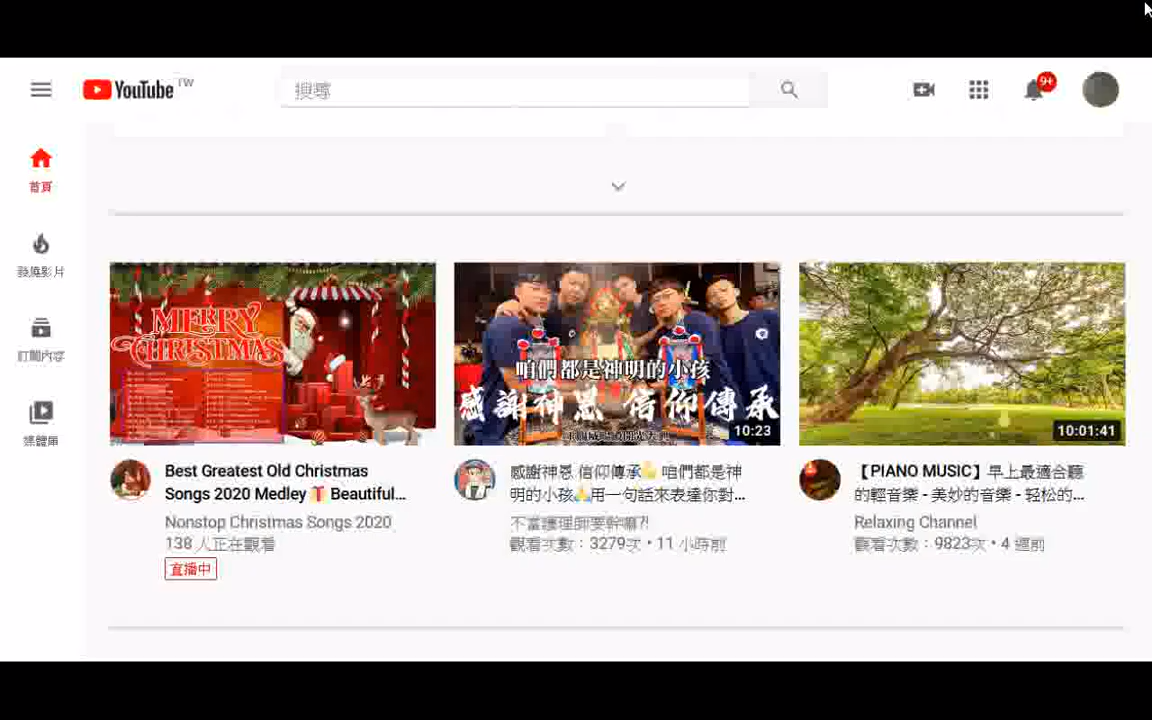 YouTube TW
搜尋
9+
首頁
發燒影片
訂閱內容
媒體庫
MERRY
CHRISTMAS
咱們都是神明的小孩
感謝神恩 信仰傳承
10:23
10:01:41
Best Greatest Old Christmas
Songs 2020 Medley🎁 Beautiful...
Nonstop Christmas Songs 2020
138 人正在觀看
直播中
感謝神恩 信仰傳承🙏 咱們都是神
明的小孩🙏用一句話來表達你對...
不當護理師要幹嘛?!
觀看次數：3279次 • 11 小時前
【PIANO MUSIC】早上最適合聽
的輕音樂 - 美妙的音樂 - 轻松的...
Relaxing Channel
觀看次數：9823次 • 4 週前